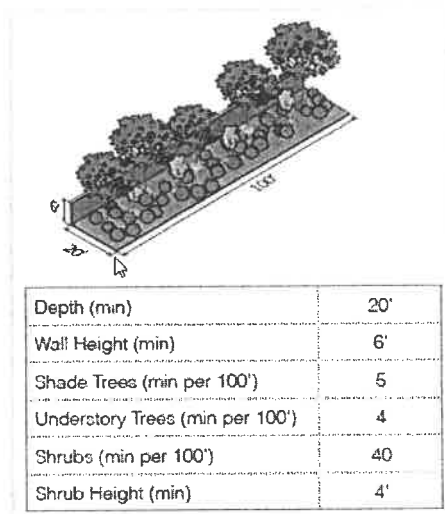 6'
20'
100'
Depth (min) 20'
Wall Height (min) 6'
Shade Trees (min per 100') 5
Understory Trees (min per 100') 4
Shrubs (min per 100') 40
Shrub Height (min) 4'